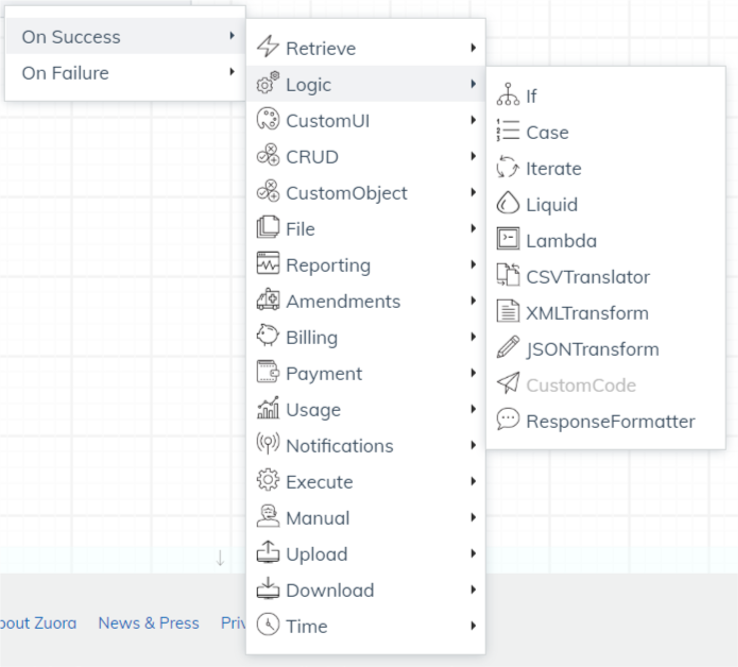 On Success
On Failure
Retrieve
Logic
CustomUI
CRUD
CustomObject
File
Reporting
Amendments
Billing
Payment
Usage
Notifications
Execute
Manual
Upload
Download
Time
If
Case
Iterate
Liquid
Lambda
CSVTranslator
XMLTransform
JSONTransform
CustomCode
ResponseFormatter
bout Zuora News & Press Priv